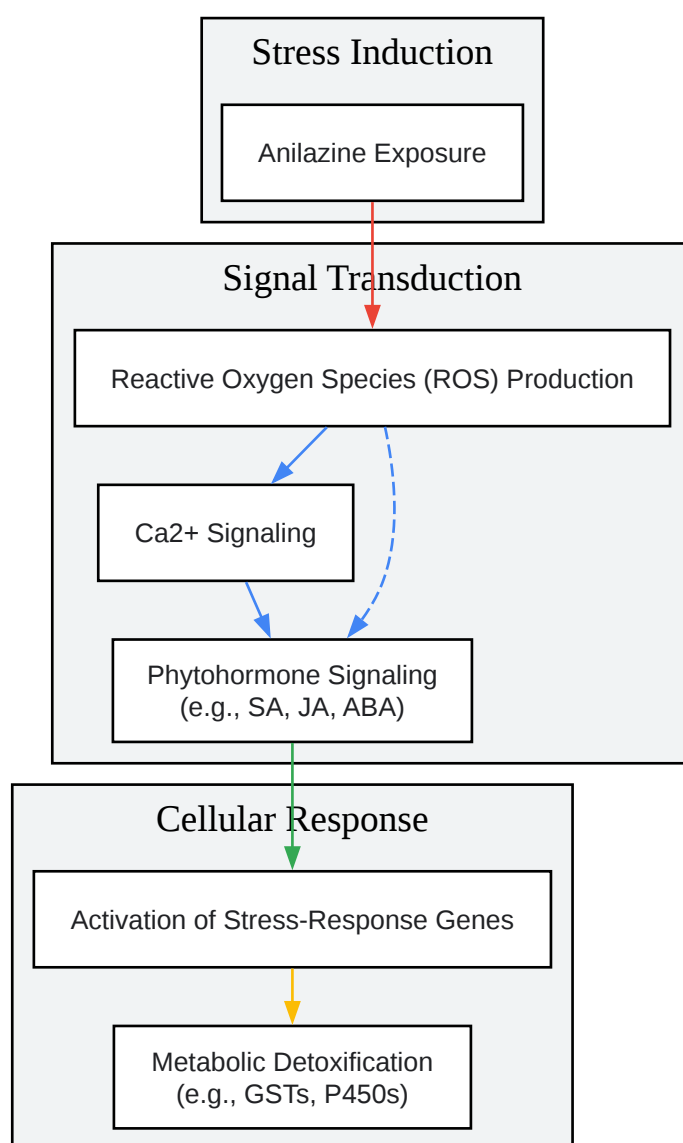 Stress Induction
Anilazine Exposure
Signal Transduction
Reactive Oxygen Species (ROS) Production
Ca2+ Signaling
Phytohormone Signaling
(e.g., SA, JA, ABA)
Cellular Response
Activation of Stress-Response Genes
Metabolic Detoxification
(e.g., GSTs, P450s)